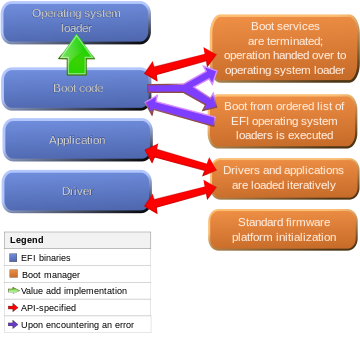 Operating system
loader
Boot code
Application
Driver
Boot services
are terminated;
operation handed over to
operating system loader
Boot from ordered list of
EFI operating system
loaders is executed
Drivers and applications
are loaded iteratively
Standard firmware
platform initialization
Legend
EFI binaries
Boot manager
Value add implementation
API-specified
Upon encountering an error